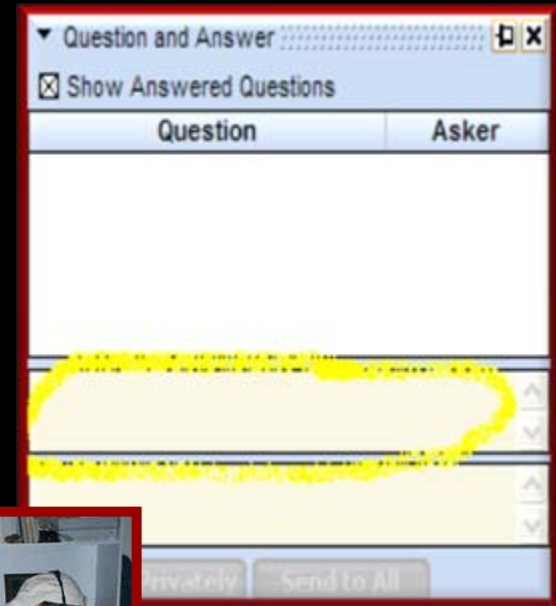 Question and Answer
Show Answered Questions
Question Asker
Privately Send to All